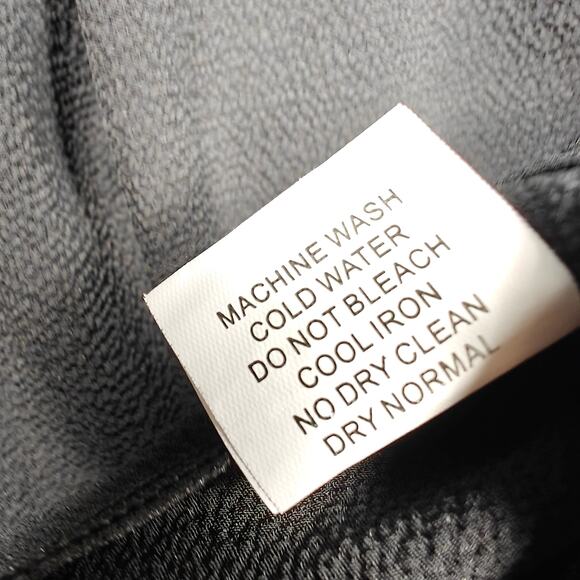 MACHINE WASH
COLD WATER
DO NOT BLEACH
COOL IRON
NO DRY CLEAN
DRY NORMAL